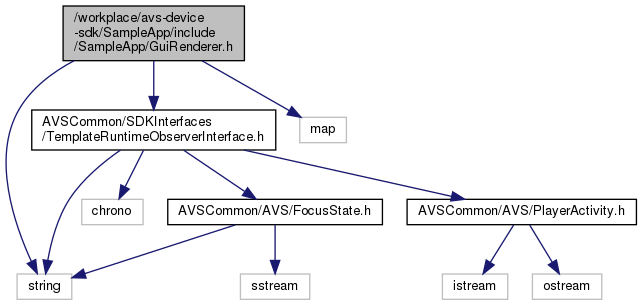 /workplace/avs-device
-sdk/SampleApp/include
/SampleApp/GuiRenderer.h
AVSCommon/SDKInterfaces
/TemplateRuntimeObserverInterface.h
map
chrono
AVSCommon/AVS/FocusState.h
AVSCommon/AVS/PlayerActivity.h
string
sstream
istream
ostream